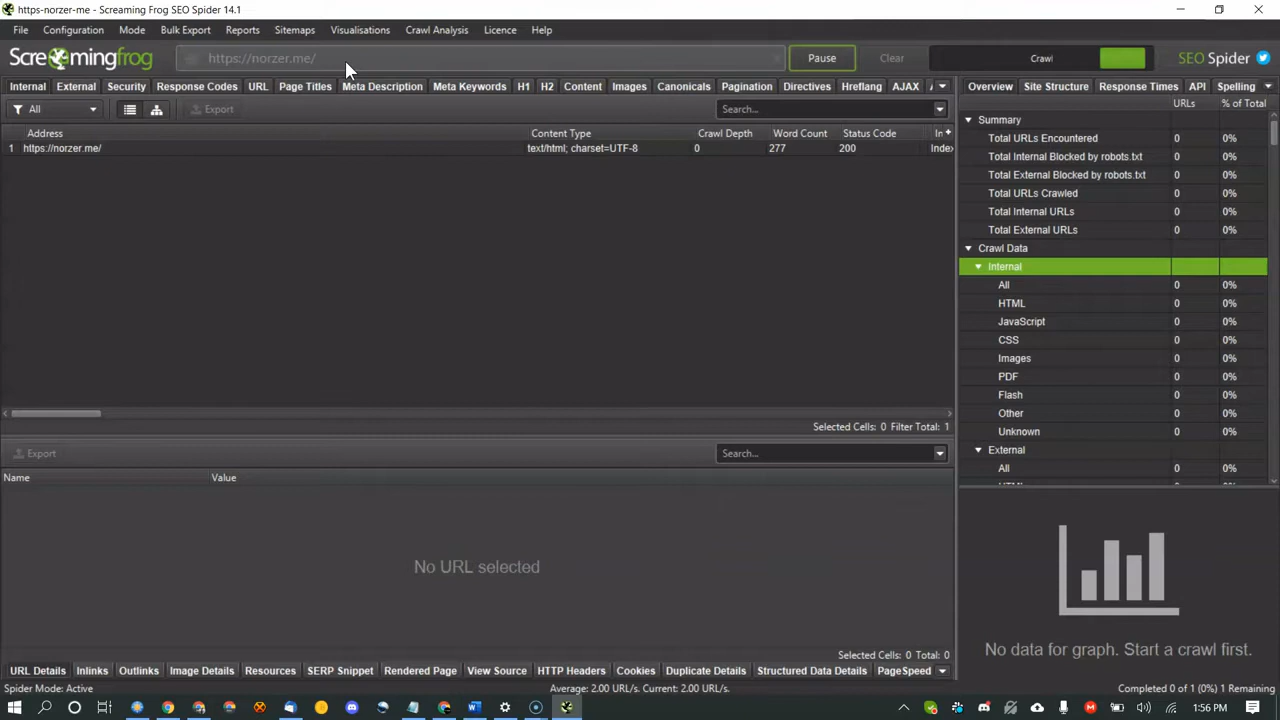 https-norzer-me - Screaming Frog SEO Spider 14.1
File Configuration Mode Bulk Export Reports Sitemaps Visualisations Crawl Analysis Licence Help
Screamingfrog https://norzer.me/ Pause Clear Crawl SEO Spider
Internal External Security Response Codes URL Page Titles Meta Description Meta Keywords H1 H2 Content Images Canonicals Pagination Directives Hreflang AJAX
All Export Search...
Address Content Type Crawl Depth Word Count Status Code In
1 https://norzer.me/ text/html; charset=UTF-8 0 277 200 Index
Selected Cells: 0 Filter Total: 1
Export Search...
Name Value
No URL selected
Selected Cells: 0 Total: 0
URL Details Inlinks Outlinks Image Details Resources SERP Snippet Rendered Page View Source HTTP Headers Cookies Duplicate Details Structured Data Details PageSpeed
Overview Site Structure Response Times API Spelling
URLs % of Total
Summary
Total URLs Encountered 0 0%
Total Internal Blocked by robots.txt 0 0%
Total External Blocked by robots.txt 0 0%
Total URLs Crawled 0 0%
Total Internal URLs 0 0%
Total External URLs 0 0%
Crawl Data
Internal
All 0 0%
HTML 0 0%
JavaScript 0 0%
CSS 0 0%
Images 0 0%
PDF 0 0%
Flash 0 0%
Other 0 0%
Unknown 0 0%
External
All 0 0%
No data for graph. Start a crawl first.
Spider Mode: Active Average: 2.00 URL/s. Current: 2.00 URL/s. Completed 0 of 1 (0%) 1 Remaining
1:56 PM